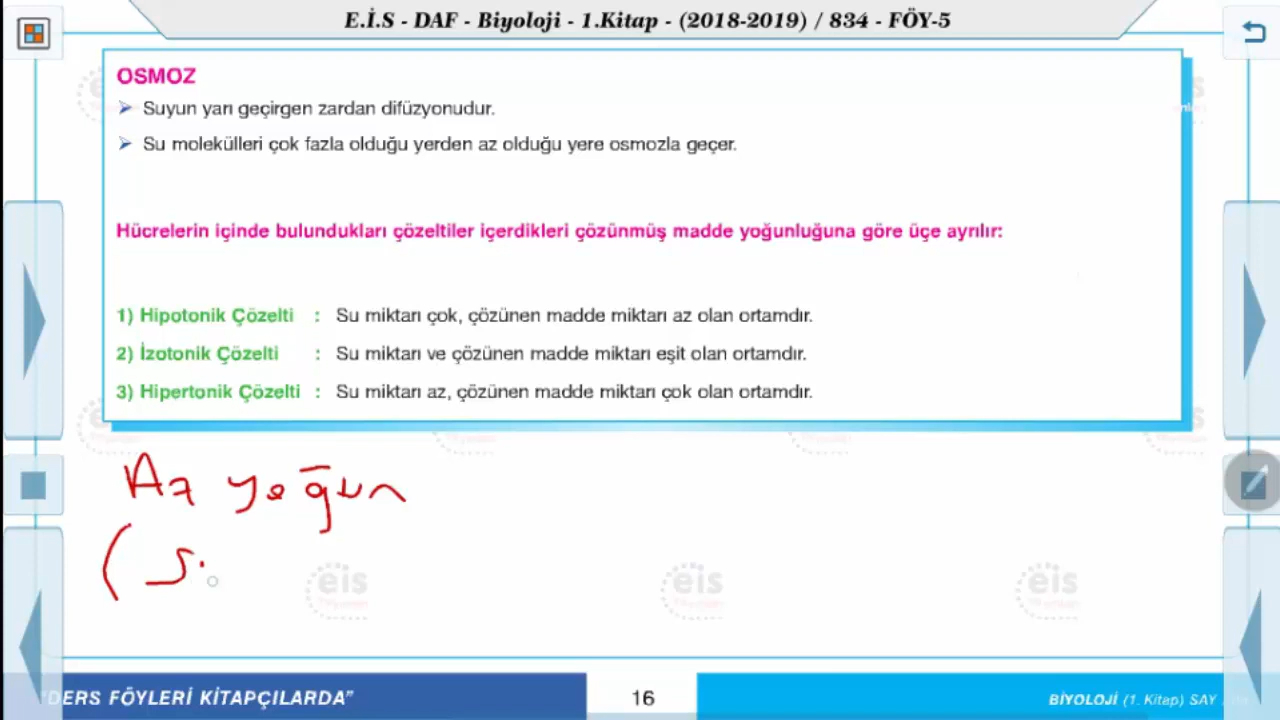 E.İ.S - DAF - Biyoloji - 1.Kitap - (2018-2019) / 834 - FÖY-5
OSMOZ
➢ Suyun yarı geçirgen zardan difüzyonudur.
➢ Su molekülleri çok fazla olduğu yerden az olduğu yere osmozla geçer.
Hücrelerin içinde bulundukları çözeltiler içerdikleri çözünmüş madde yoğunluğuna göre üçe ayrılır:
1) Hipotonik Çözelti : Su miktarı çok, çözünen madde miktarı az olan ortamdır.
2) İzotonik Çözelti : Su miktarı ve çözünen madde miktarı eşit olan ortamdır.
3) Hipertonik Çözelti : Su miktarı az, çözünen madde miktarı çok olan ortamdır.
Az yoğun
( s
eis eis eis
"DERS FÖYLERİ KİTAPÇILARDA" 16 BİYOLOJİ (1. Kitap) SAY